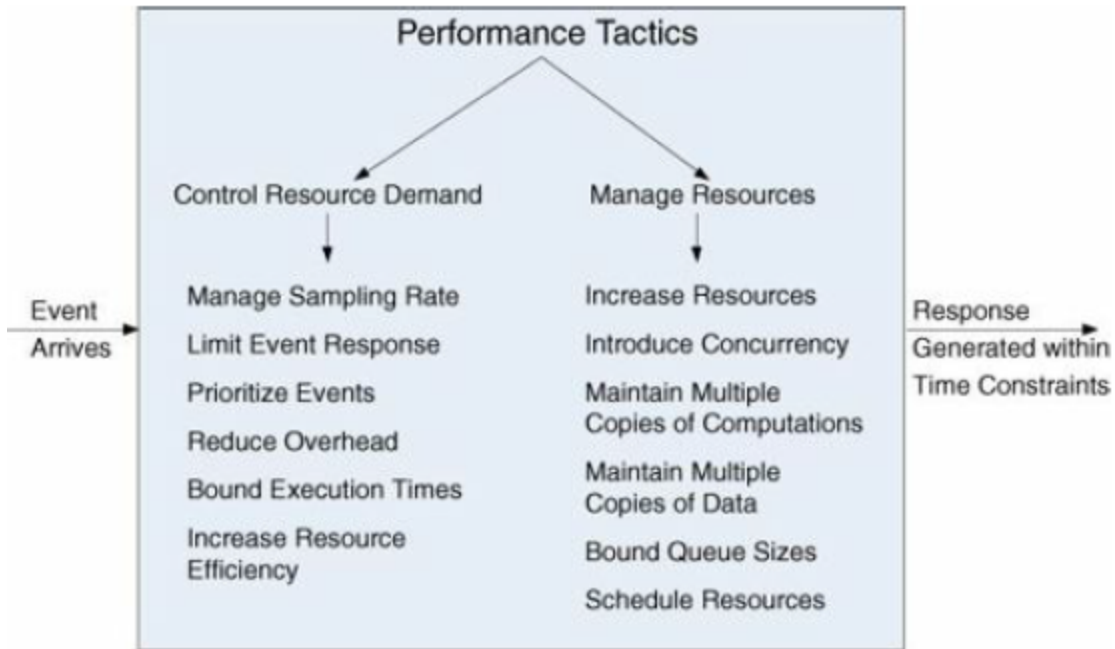 Performance Tactics
Control Resource Demand
Manage Sampling Rate
Limit Event Response
Prioritize Events
Reduce Overhead
Bound Execution Times
Increase Resource
Efficiency
Manage Resources
Increase Resources
Introduce Concurrency
Maintain Multiple
Copies of Computations
Maintain Multiple
Copies of Data
Bound Queue Sizes
Schedule Resources
Event
Arrives
Response
Generated within
Time Constraints